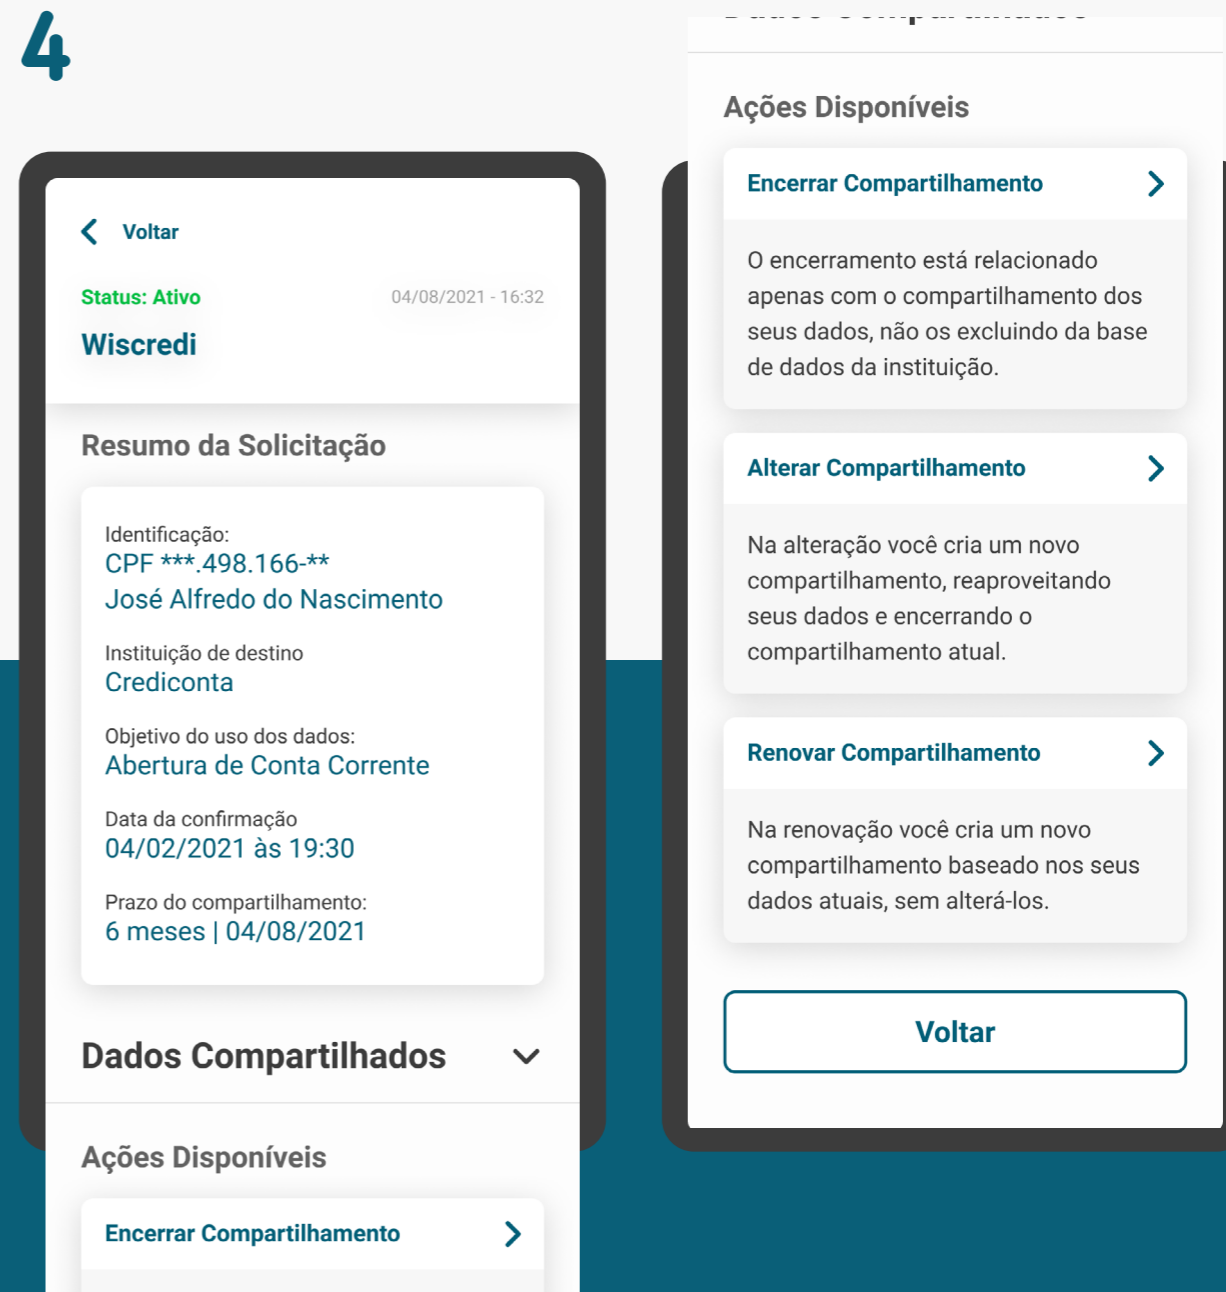 4
Voltar
Status: Ativo
04/08/2021 - 16:32
Wiscredi
Resumo da Solicitação
Identificação:
CPF ***.498.166-**
José Alfredo do Nascimento
Instituição de destino
Crediconta
Objetivo do uso dos dados:
Abertura de Conta Corrente
Data da confirmação
04/02/2021 às 19:30
Prazo do compartilhamento:
6 meses | 04/08/2021
Dados Compartilhados
Ações Disponíveis
Encerrar Compartilhamento
Ações Disponíveis
Encerrar Compartilhamento
O encerramento está relacionado
apenas com o compartilhamento dos
seus dados, não os excluindo da base
de dados da instituição.
Alterar Compartilhamento
Na alteração você cria um novo
compartilhamento, reaproveitando
seus dados e encerrando o
compartilhamento atual.
Renovar Compartilhamento
Na renovação você cria um novo
compartilhamento baseado nos seus
dados atuais, sem alterá-los.
Voltar